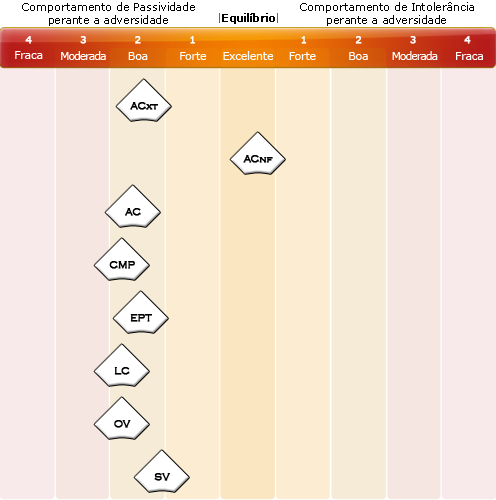 Comportamento de Passividade
perante a adversidade
|Equilíbrio|
Comportamento de Intolerância
perante a adversidade
4 3 2 1 1 2 3 4
Fraca Moderada Boa Forte Excelente Forte Boa Moderada Fraca
ACXT
ACNF
AC
CMP
EPT
LC
OV
SV